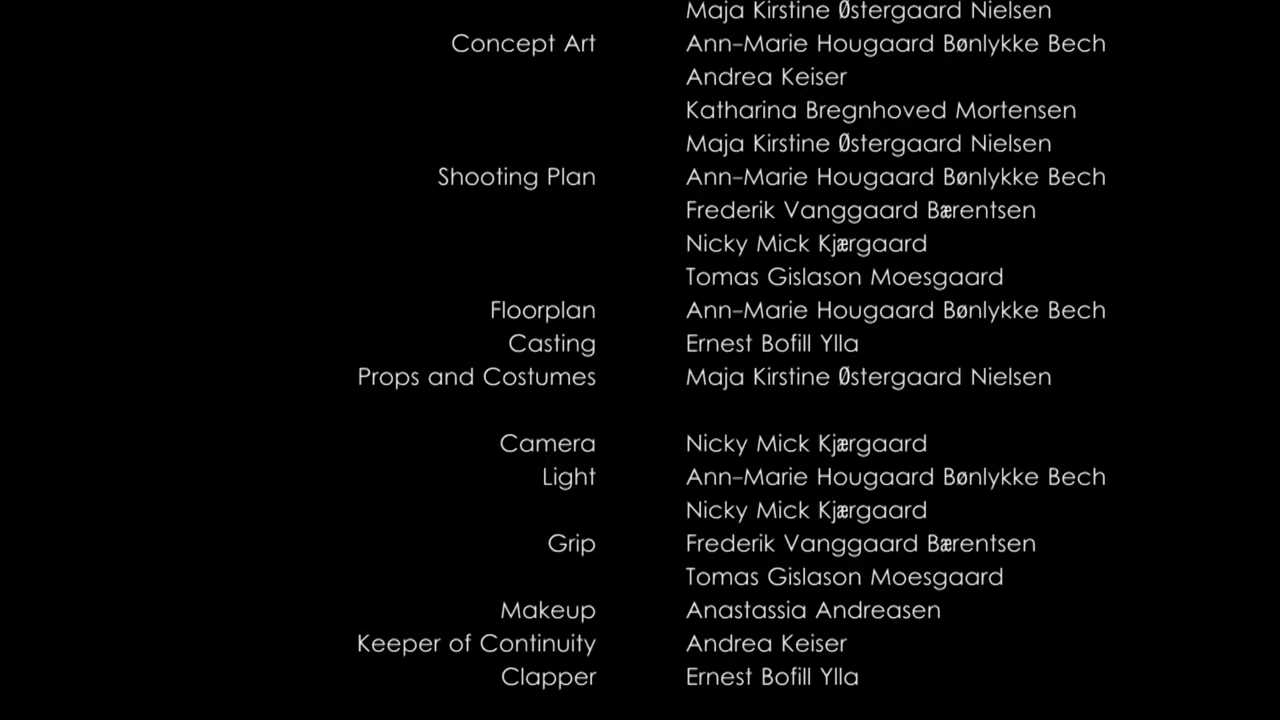 Maja Kirstine Østergaard Nielsen
Concept Art Ann-Marie Hougaard Bønlykke Bech
Andrea Keiser
Katharina Bregnhoved Mortensen
Maja Kirstine Østergaard Nielsen
Shooting Plan Ann-Marie Hougaard Bønlykke Bech
Frederik Vanggaard Bærentsen
Nicky Mick Kjærgaard
Tomas Gislason Moesgaard
Floorplan Ann-Marie Hougaard Bønlykke Bech
Casting Ernest Bofill Ylla
Props and Costumes Maja Kirstine Østergaard Nielsen
Camera Nicky Mick Kjærgaard
Light Ann-Marie Hougaard Bønlykke Bech
Nicky Mick Kjærgaard
Grip Frederik Vanggaard Bærentsen
Tomas Gislason Moesgaard
Makeup Anastassia Andreasen
Keeper of Continuity Andrea Keiser
Clapper Ernest Bofill Ylla